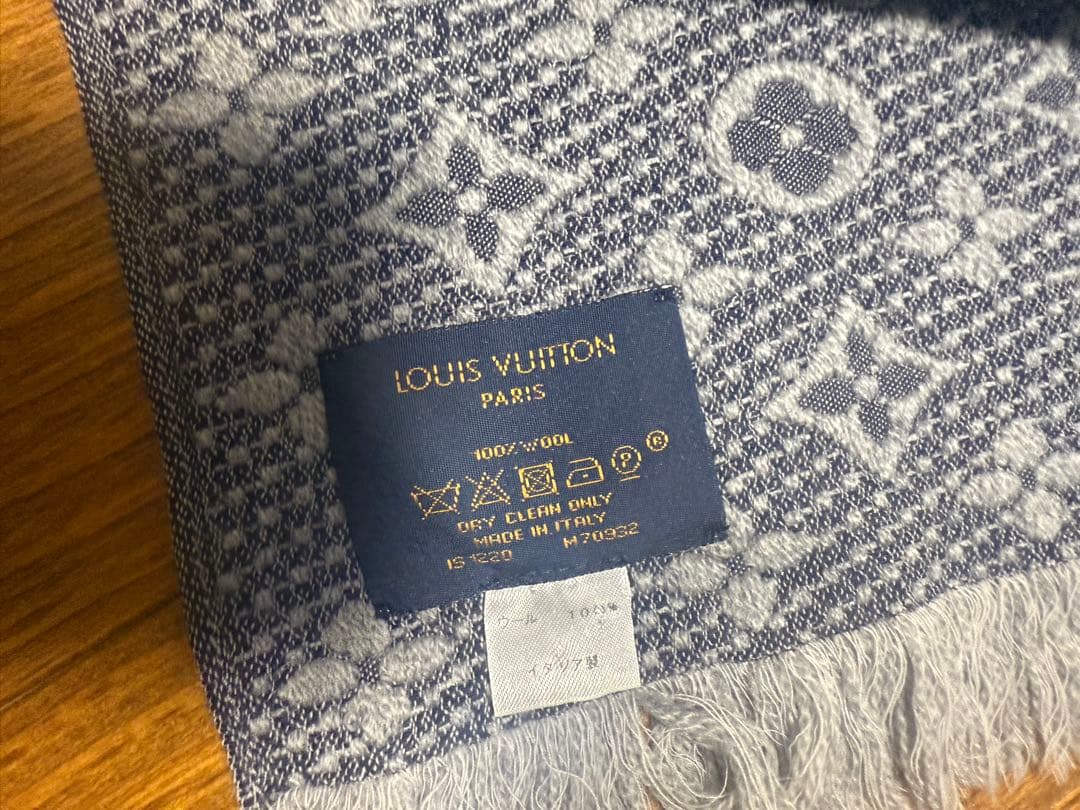 LOUIS VUITTON
PARIS
100% WOOL
P ®
DRY CLEAN ONLY
MADE IN ITALY
IS 1220 M70932
ウール 100%
イタリア製